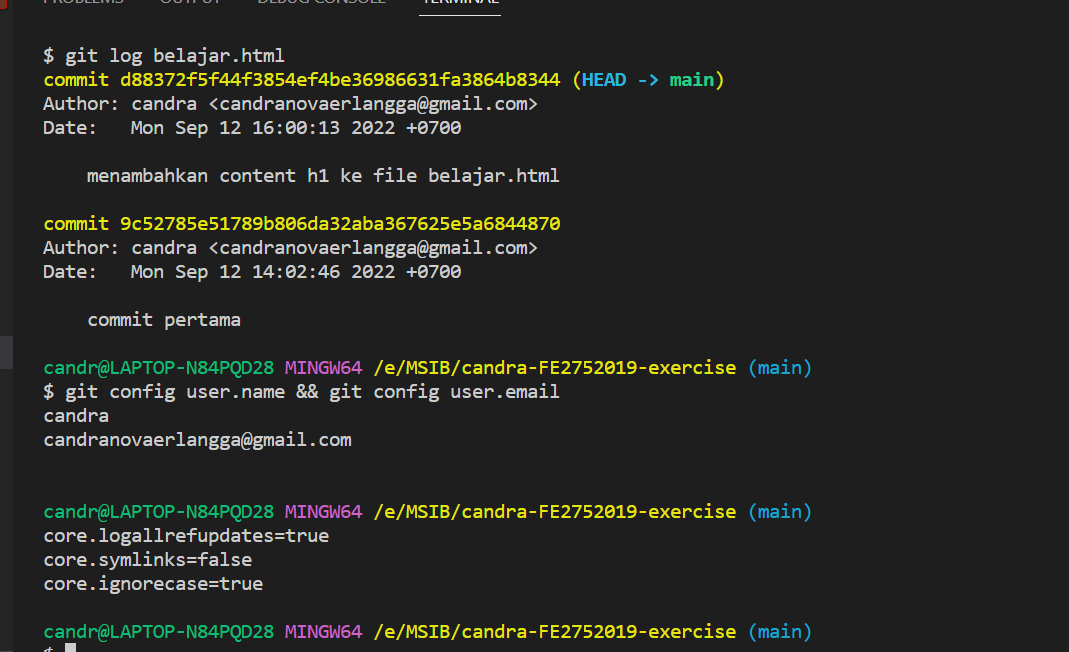 PROBLEMS OUTPUT DEBUG CONSOLE TERMINAL
$ git log belajar.html
commit d88372f5f44f3854ef4be36986631fa3864b8344 (HEAD -> main)
Author: candra <candranovaerlangga@gmail.com>
Date:   Mon Sep 12 16:00:13 2022 +0700
    menambahkan content h1 ke file belajar.html
commit 9c52785e51789b806da32aba367625e5a6844870
Author: candra <candranovaerlangga@gmail.com>
Date:   Mon Sep 12 14:02:46 2022 +0700
    commit pertama
candr@LAPTOP-N84PQD28 MINGW64 /e/MSIB/candra-FE2752019-exercise (main)
$ git config user.name && git config user.email
candra
candranovaerlangga@gmail.com
candr@LAPTOP-N84PQD28 MINGW64 /e/MSIB/candra-FE2752019-exercise (main)
core.logallrefupdates=true
core.symlinks=false
core.ignorecase=true
candr@LAPTOP-N84PQD28 MINGW64 /e/MSIB/candra-FE2752019-exercise (main)
$